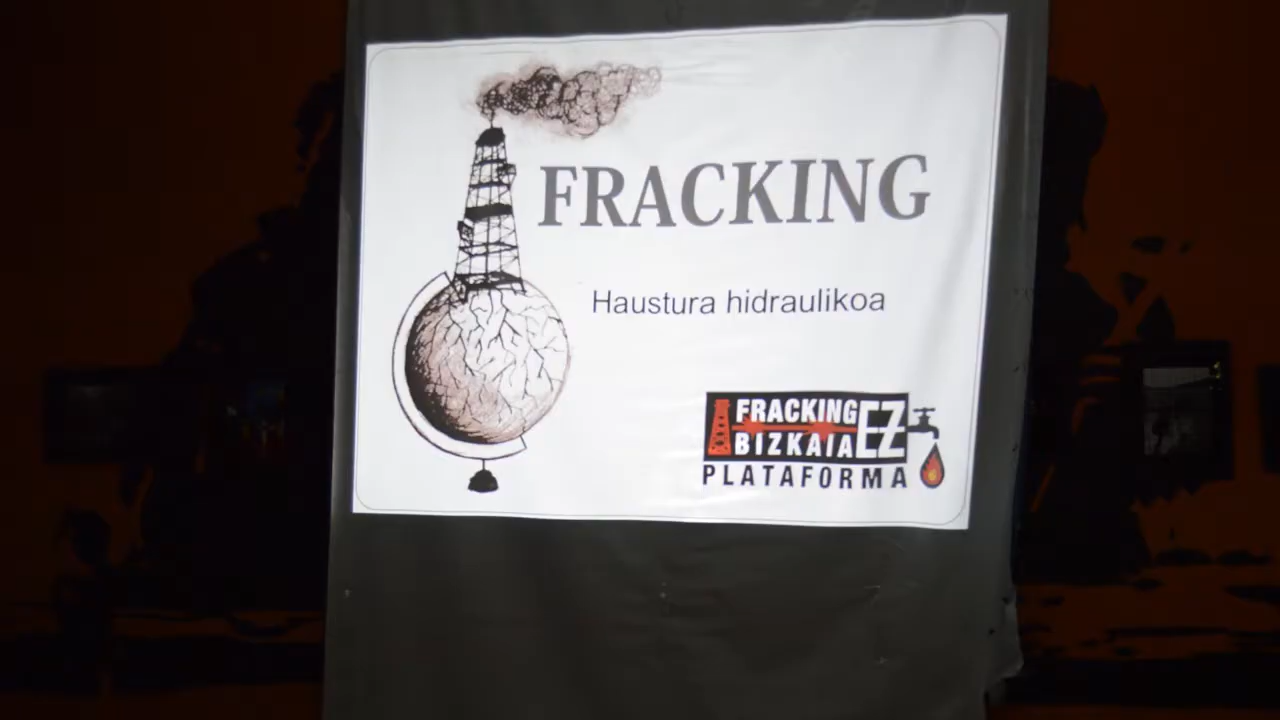 FRACKING
Haustura hidraulikoa
FRACKING EZ
BIZKAIA
PLATAFORMA